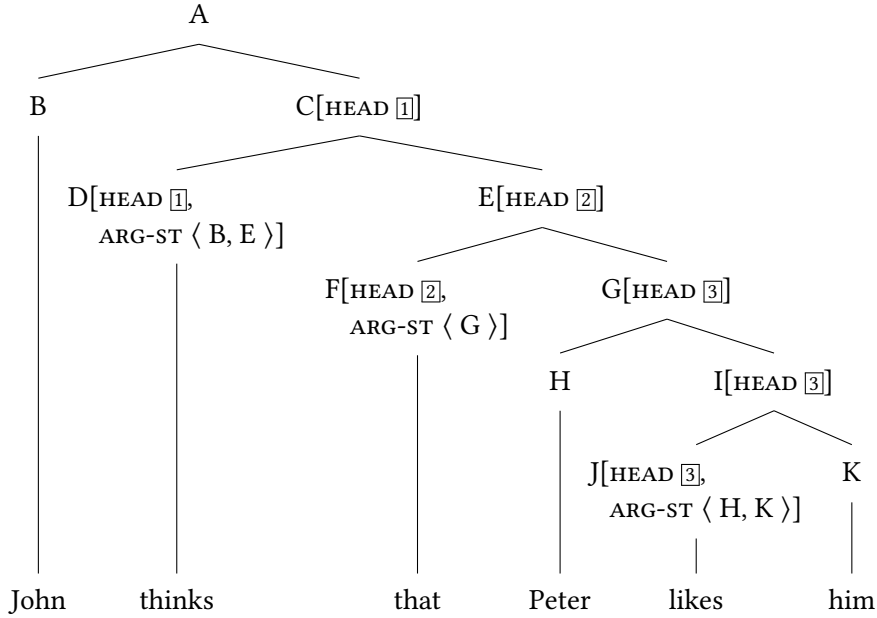 A
B C[HEAD 1]
D[HEAD 1, E[HEAD 2]
ARG-ST ⟨ B, E ⟩]
F[HEAD 2, G[HEAD 3]
ARG-ST ⟨ G ⟩]
H I[HEAD 3]
J[HEAD 3, K
ARG-ST ⟨ H, K ⟩]
John thinks that Peter likes him